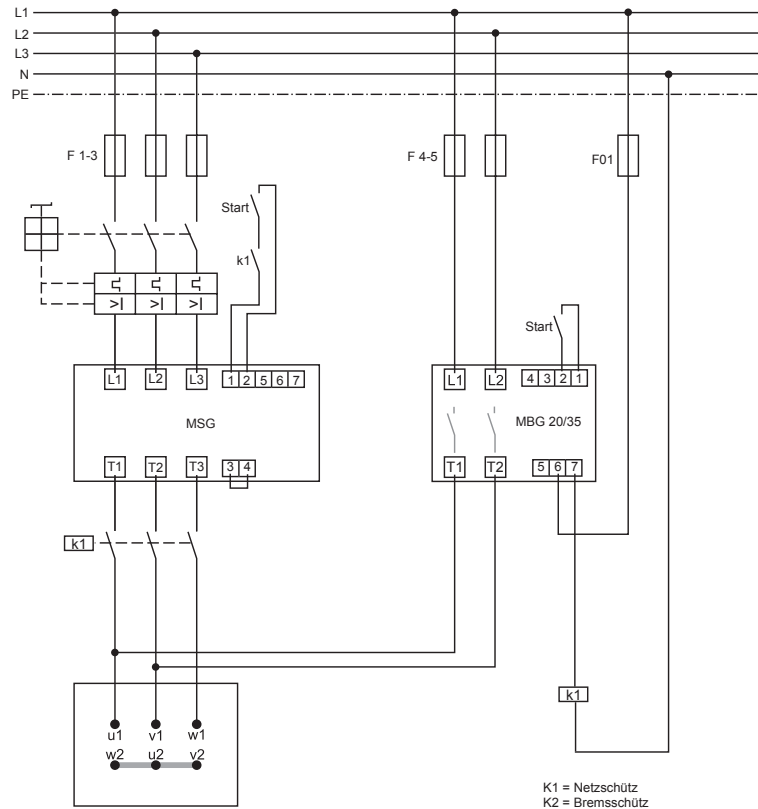 L1
L2
L3
N
PE
F 1-3
F 4-5
F01
Start
k1
>I >I >I
Start
L1 L2 L3 1 2 5 6 7
L1 L2 4 3 2 1
MSG
MBG 20/35
T1 T2 T3 3 4
T1 T2 5 6 7
k1
k1
u1 v1 w1
w2 u2 v2
K1 = Netzschütz
K2 = Bremsschütz